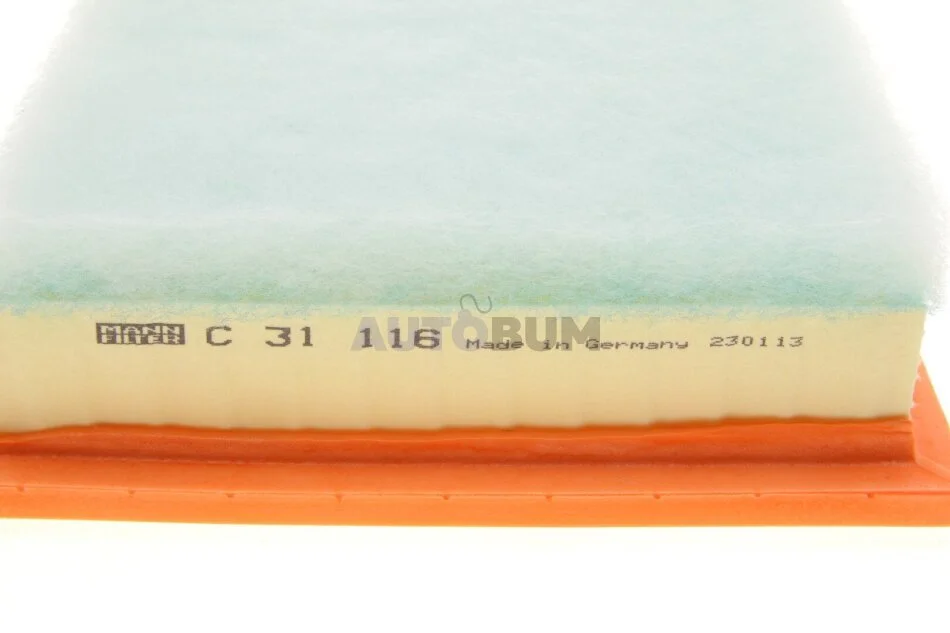 MANN
FILTER
C 31 116 Made in Germany 230113
AUTOBUM